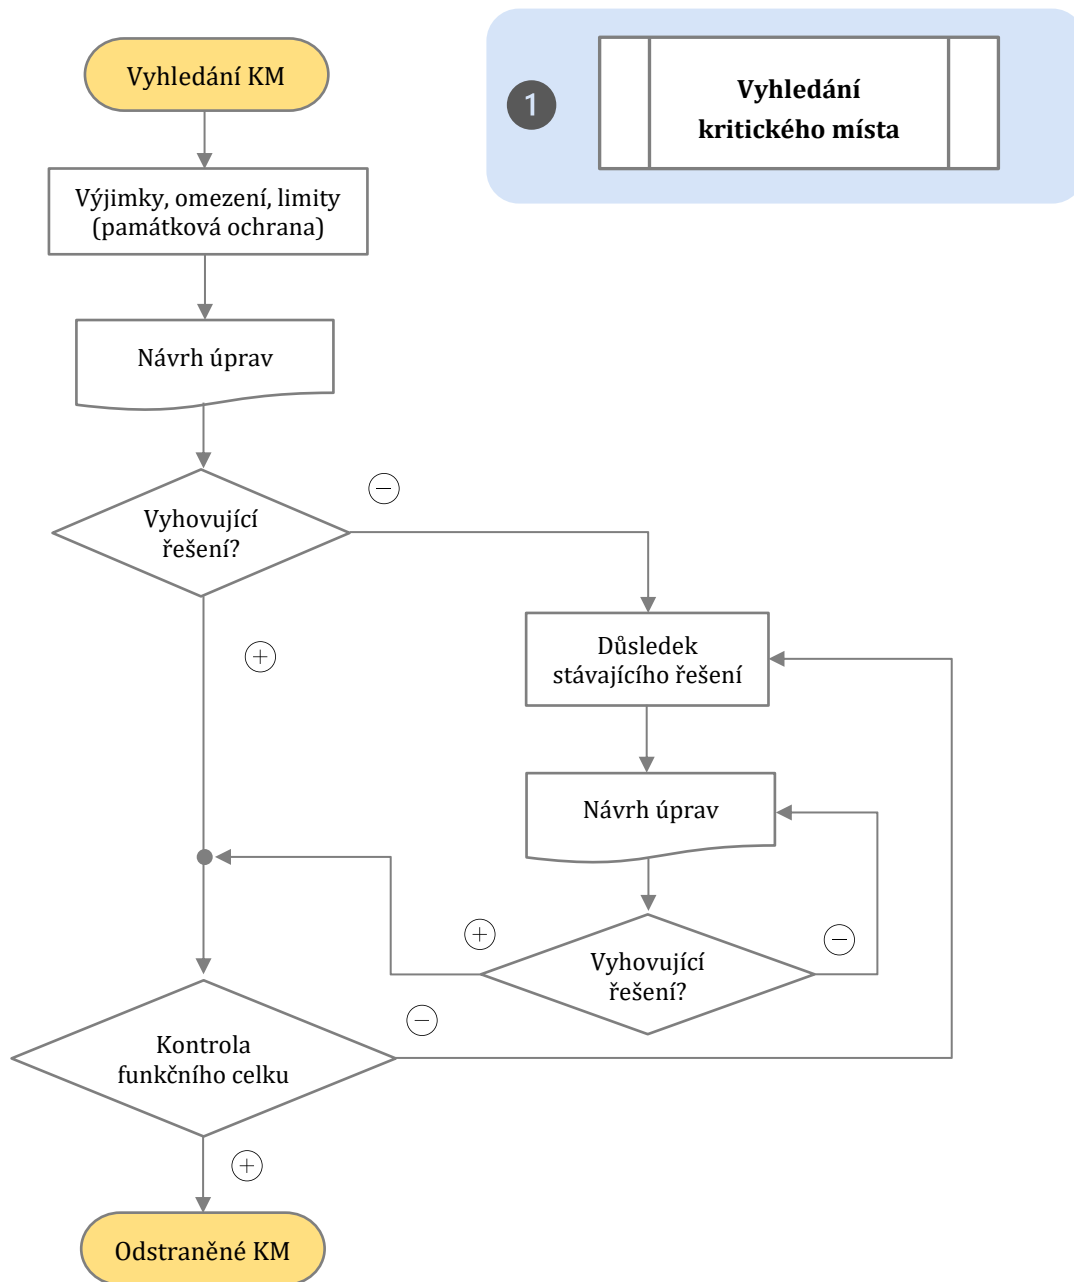 Vyhledání KM
1
Vyhledání
kritického místa
Výjimky, omezení, limity
(památková ochrana)
Návrh úprav
Vyhovující
řešení?
−
+
Důsledek
stávajícího řešení
Návrh úprav
+
−
Vyhovující
řešení?
−
Kontrola
funkčního celku
+
Odstraněné KM